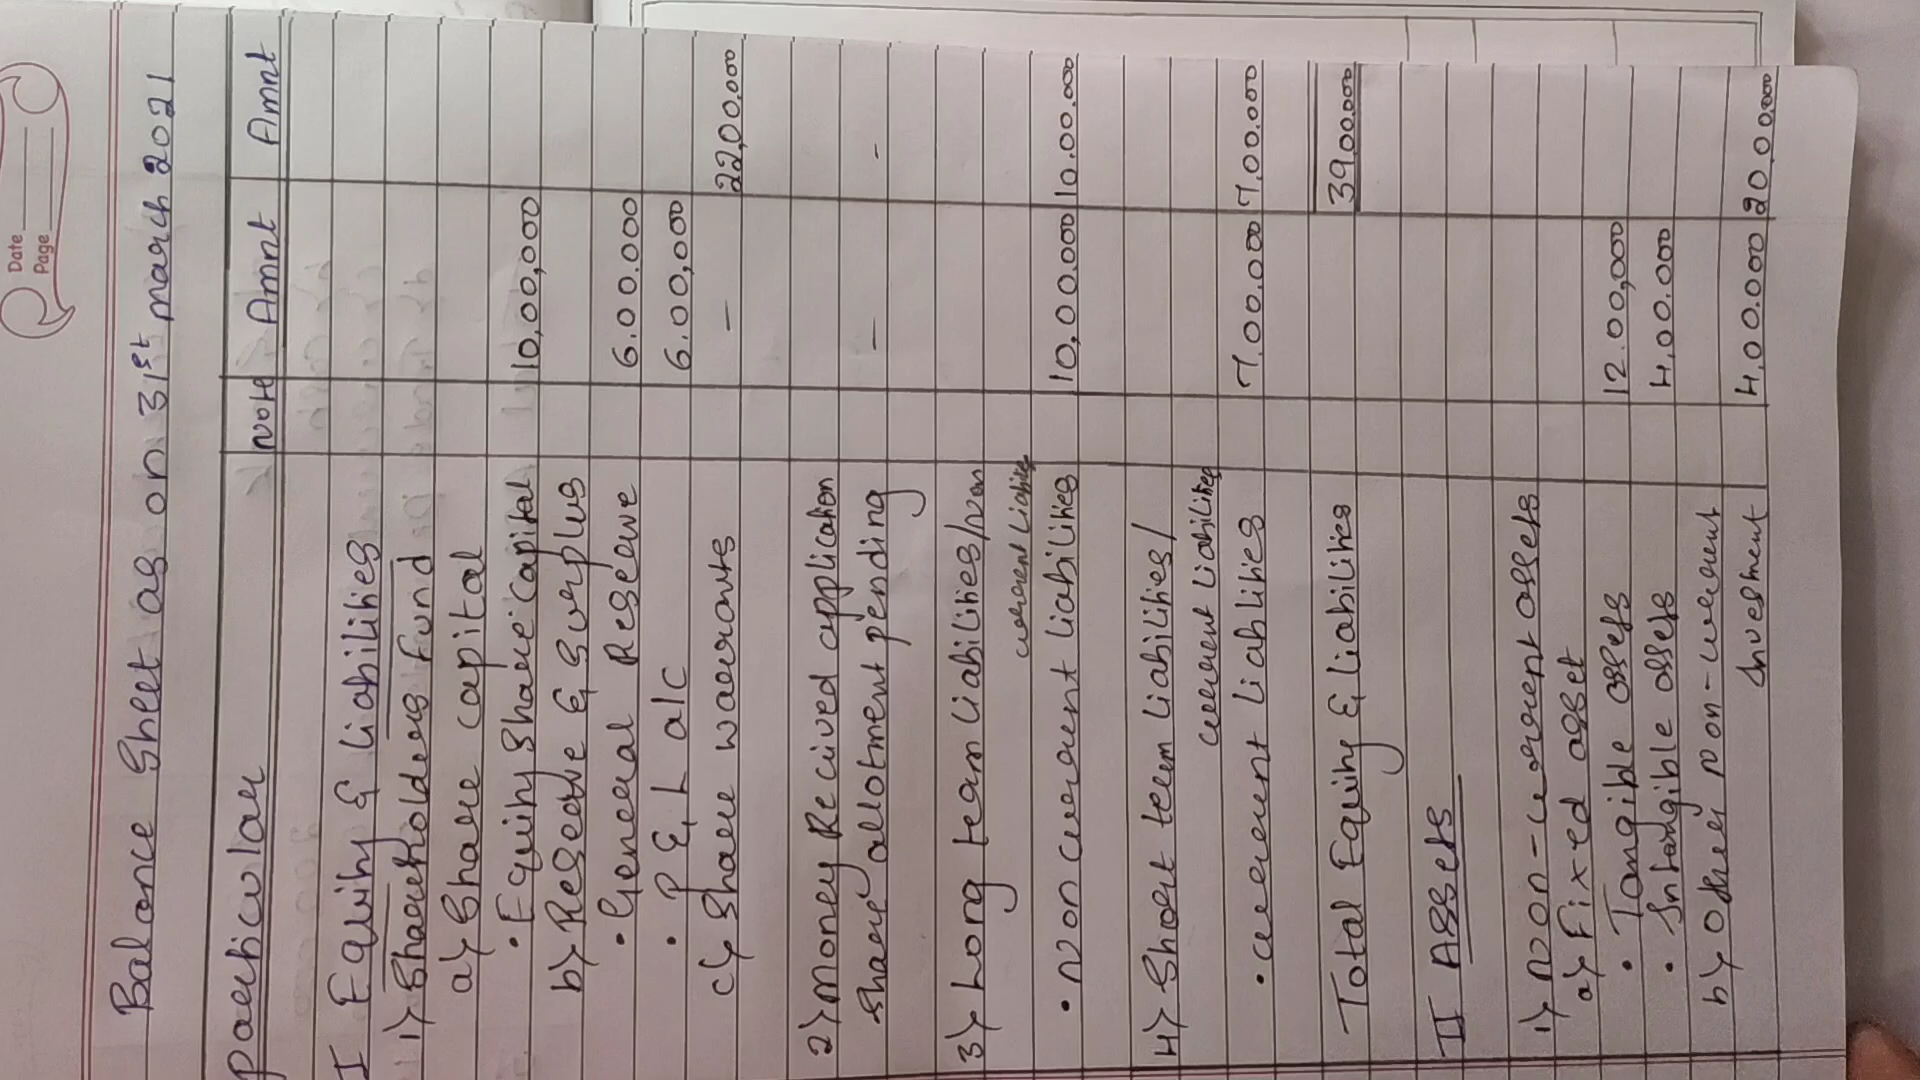 Date
Page
Balance Sheet as on 31st march 2021
Particular Note Amnt Amnt
I Equity & Liabilities
1) Shareholders Fund
a) Share capital
• Equity Share Capital 10,00,000
b) Reserve & Surplus
• General Reserve 6.00.000
• P & L a/c 6.00,000
c) Share warrants - 22,00.000
2) Money Recived application
share allotment pending - -
3) Long team liabilities/non
current liabilities
• Non current liabilities 10,00.000 10.00.000
4) Short term liabilities/
current liabilities
• current liabilities 7,00.000 7,00.000
Total Equity & Liabilities 39,00.000
II Assets
1) Non-current assets
a) Fixed asset
• Tangible assets 12.00,000
• Intangible assets 4,00.000
b) Other Non-current
Investment 4,00.000 20,00.000